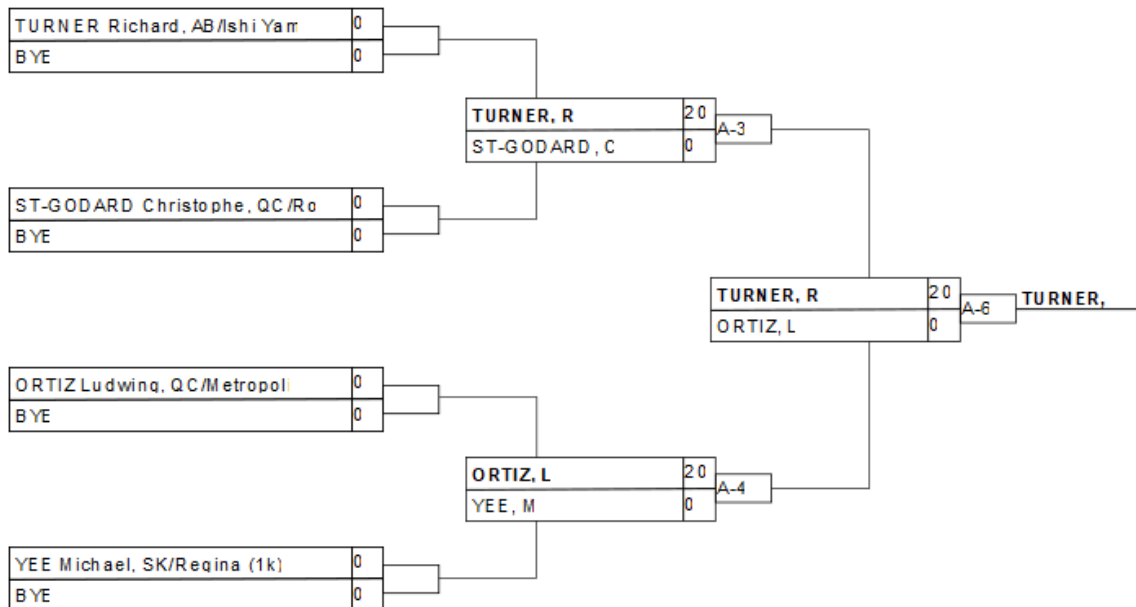 TURNER Richard, AB/Ishi Yam 0
BYE 0
TURNER, R 20
A-3
ST-GODARD, C 0
ST-GODARD Christophe, QC/Ro 0
BYE 0
TURNER, R 20
A-6
TURNER,
ORTIZ, L 0
ORTIZ Ludwing, QC/Metropoli 0
BYE 0
ORTIZ, L 20
A-4
YEE, M 0
YEE Michael, SK/Regina (1k) 0
BYE 0